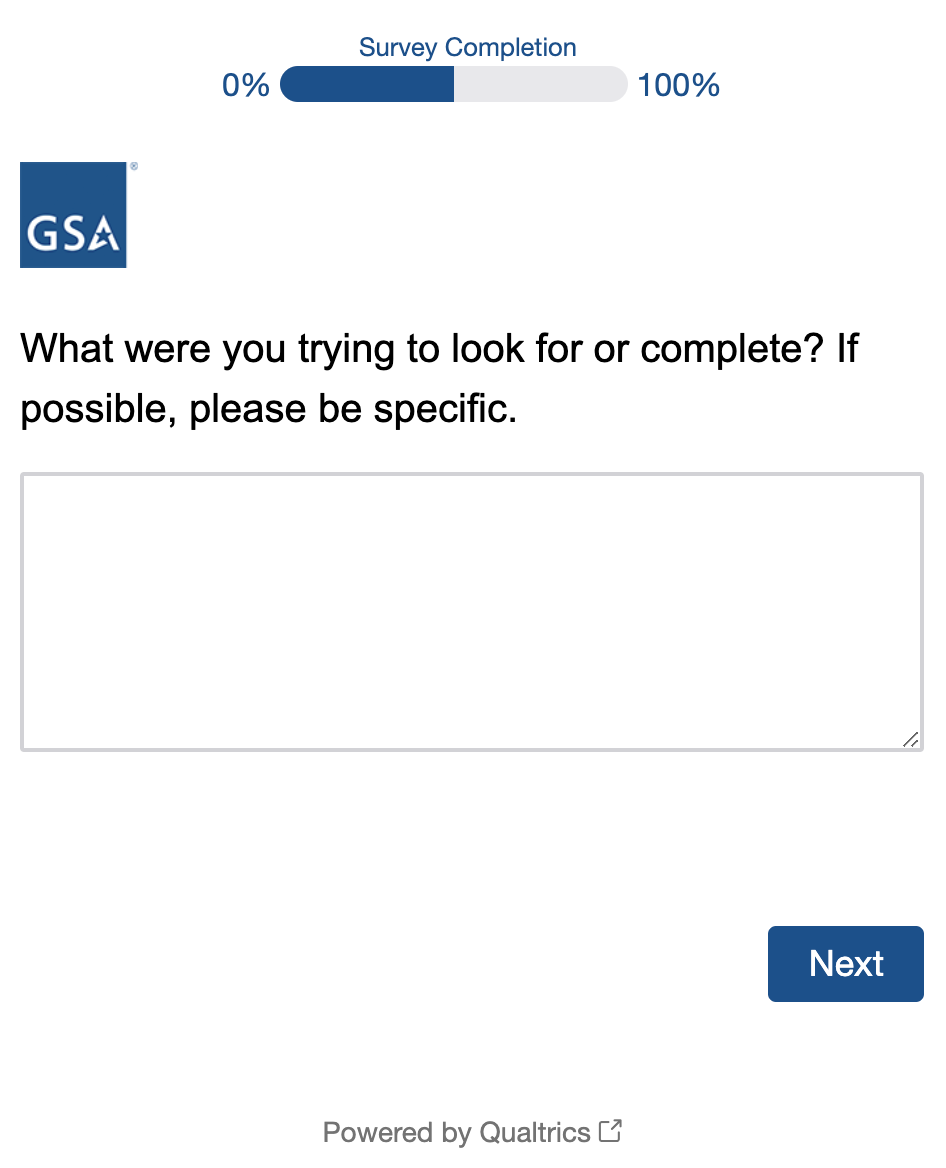 Survey Completion
0% 100%
GSA
®
What were you trying to look for or complete? If
possible, please be specific.
Next
Powered by Qualtrics